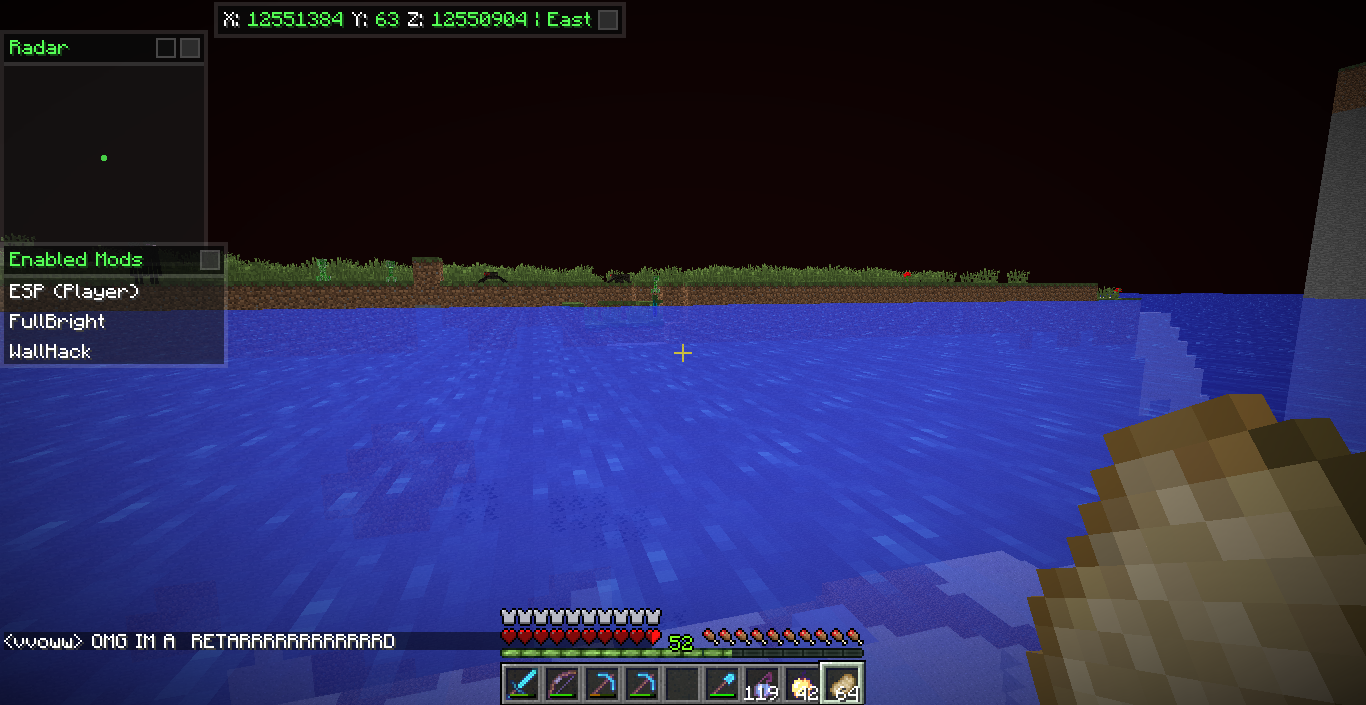 X: 12551384 Y: 63 Z: 12550904 ¦ East
Radar
Enabled Mods
ESP (Player)
FullBright
WallHack
<vvoww> OMG IM A  RETARRRRRRRRRRRRD
52
119 42 64